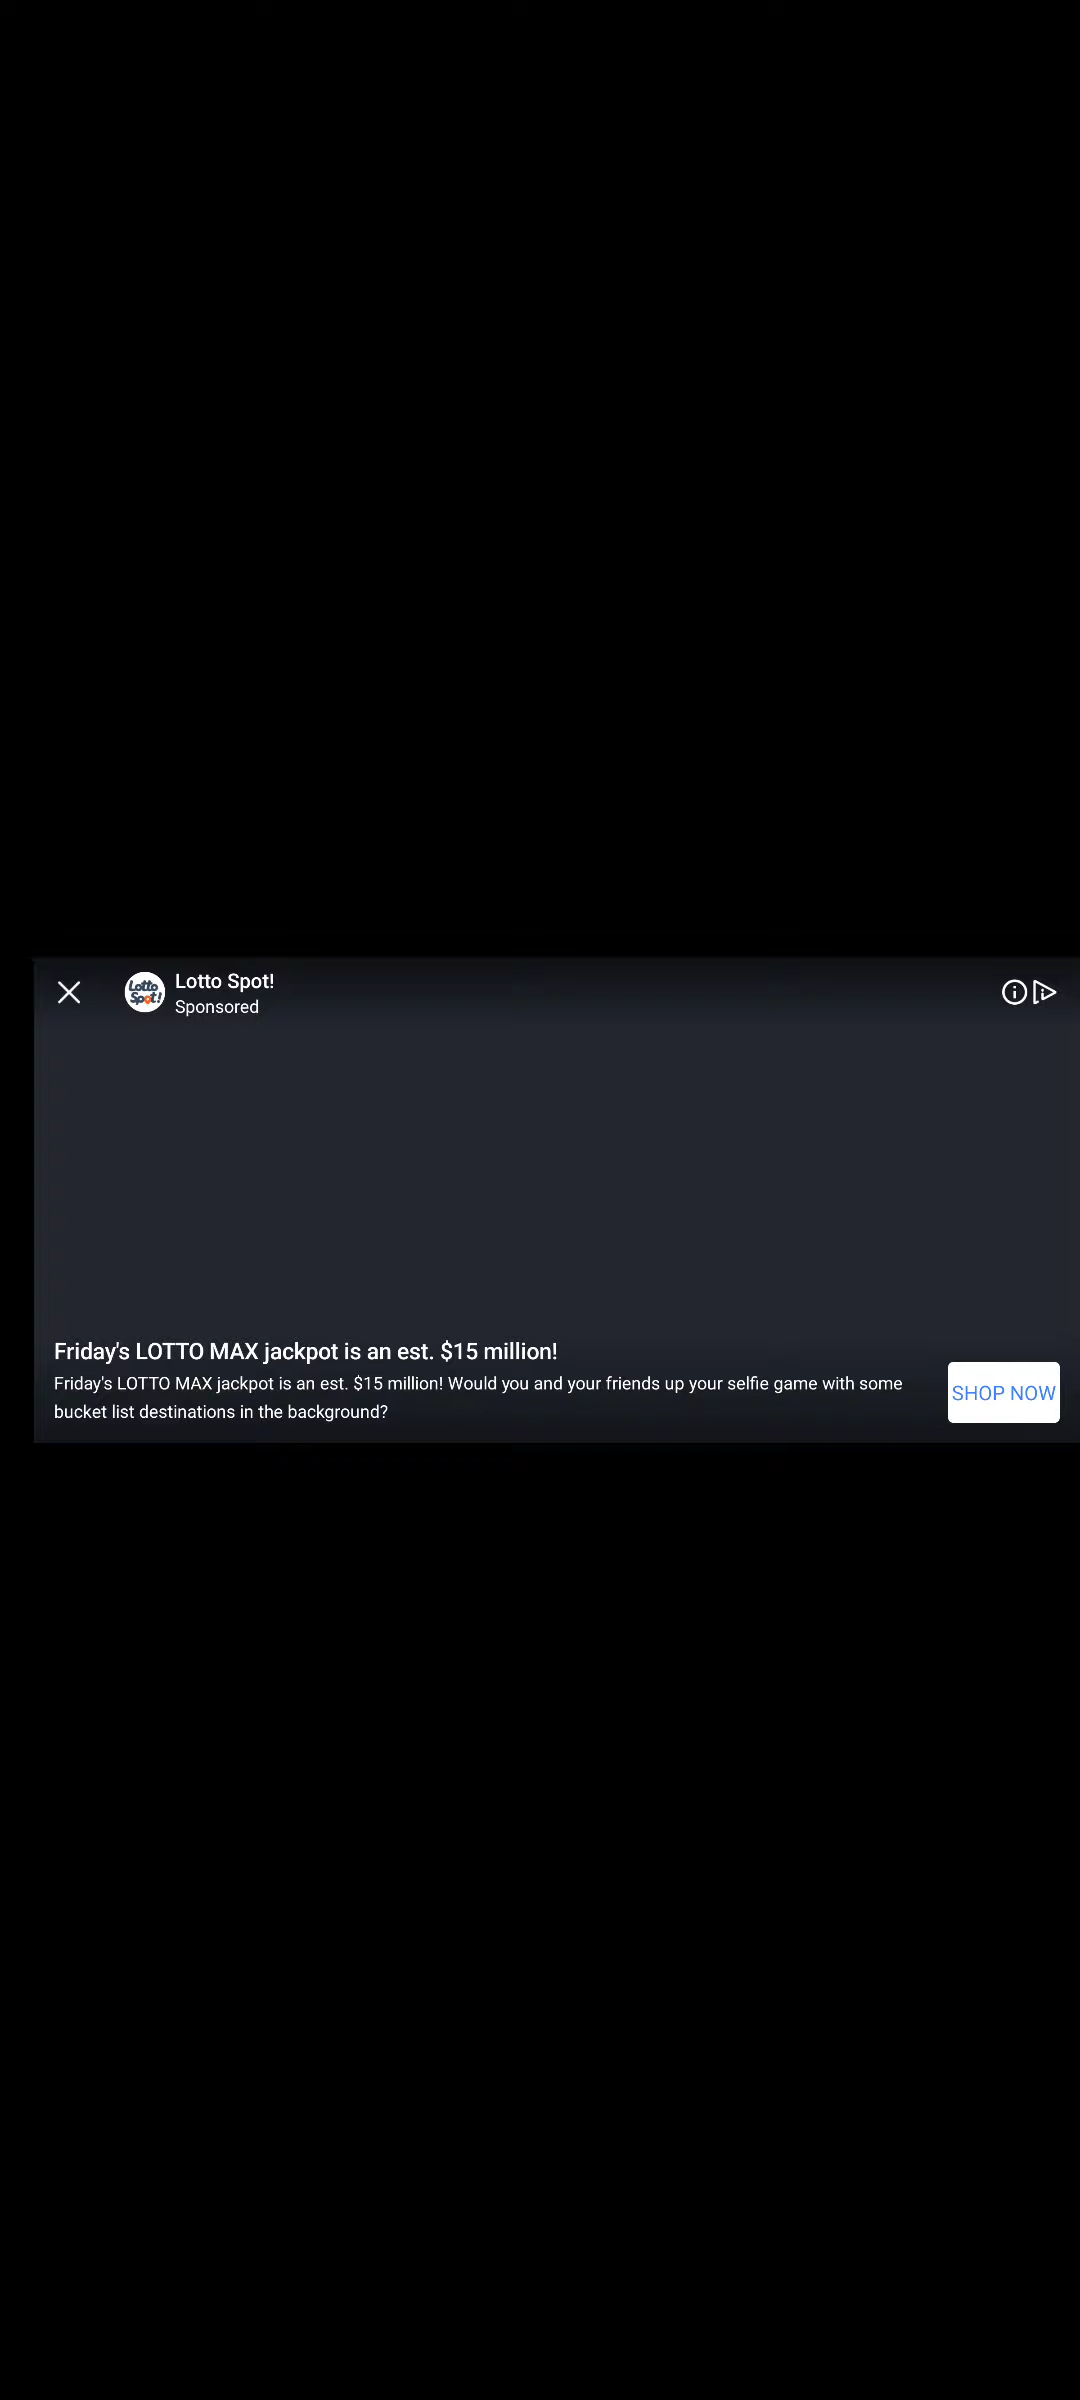 Lotto Spot!
Lotto Spot!
Sponsored
Friday's LOTTO MAX jackpot is an est. $15 million!
Friday's LOTTO MAX jackpot is an est. $15 million! Would you and your friends up your selfie game with some
bucket list destinations in the background?
SHOP NOW